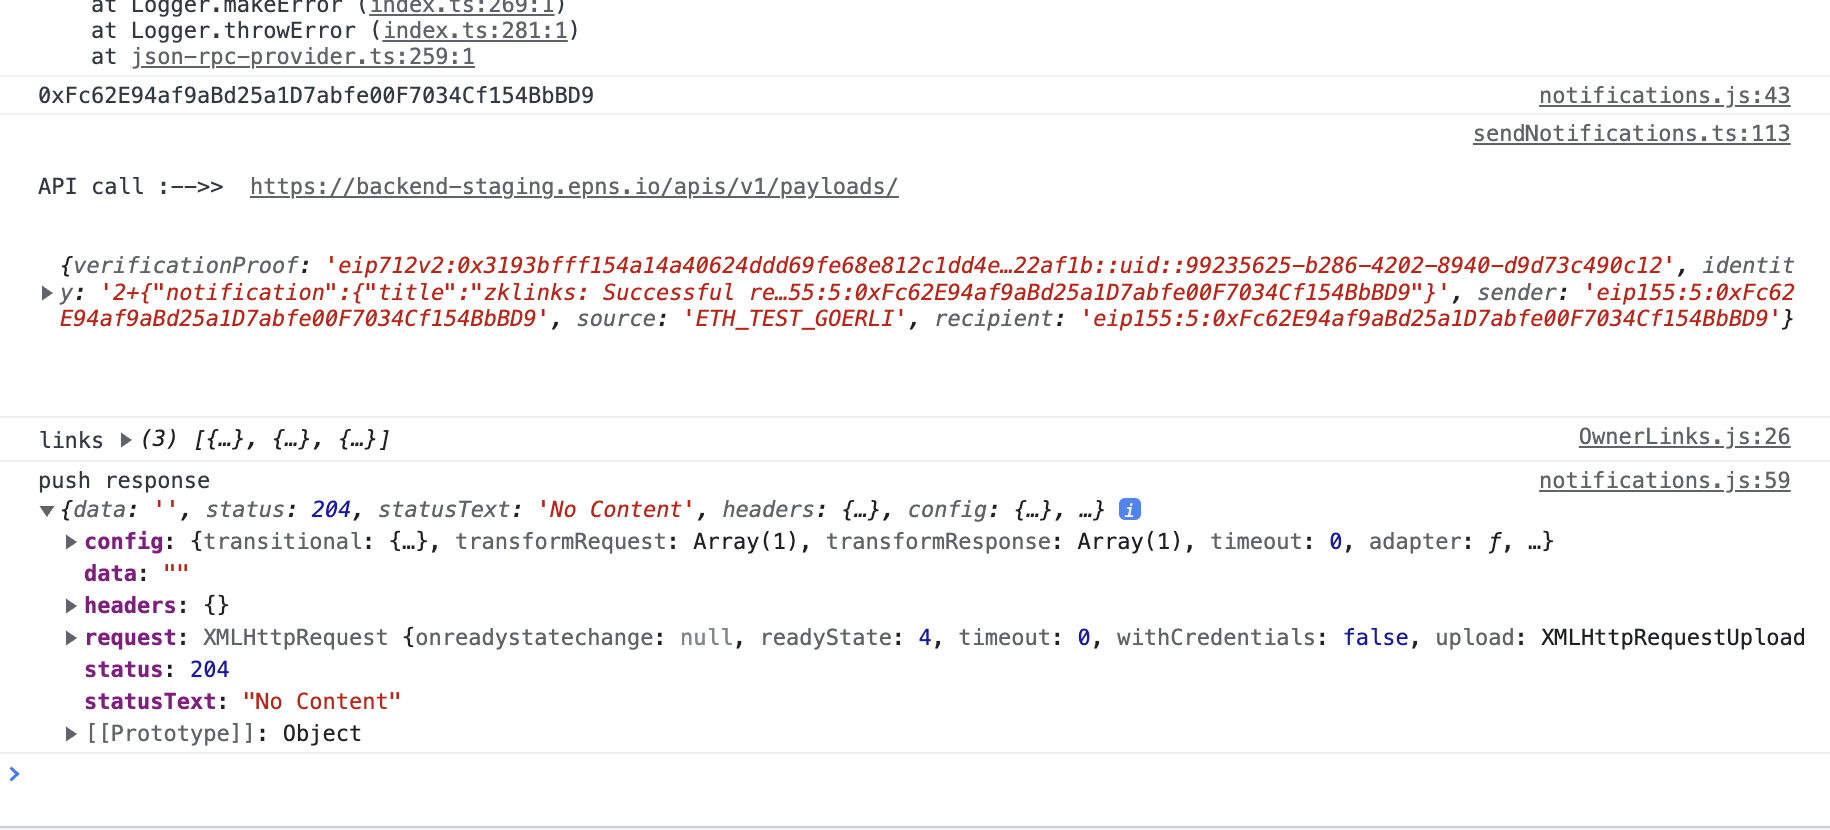 at Logger.makeError (index.ts:269:1)
at Logger.throwError (index.ts:281:1)
at json-rpc-provider.ts:259:1
0xFc62E94af9aBd25a1D7abfe00F7034Cf154BbBD9 notifications.js:43
sendNotifications.ts:113
API call :-->> https://backend-staging.epns.io/apis/v1/payloads/
{verificationProof: 'eip712v2:0x3193bfff154a14a40624ddd69fe68e812c1dd4e…22af1b::uid::99235625-b286-4202-8940-d9d73c490c12', identit
y: '2+{"notification":{"title":"zklinks: Successful re…55:5:0xFc62E94af9aBd25a1D7abfe00F7034Cf154BbBD9"}', sender: 'eip155:5:0xFc62
E94af9aBd25a1D7abfe00F7034Cf154BbBD9', source: 'ETH_TEST_GOERLI', recipient: 'eip155:5:0xFc62E94af9aBd25a1D7abfe00F7034Cf154BbBD9'}
links (3) [{…}, {…}, {…}] OwnerLinks.js:26
push response notifications.js:59
{data: '', status: 204, statusText: 'No Content', headers: {…}, config: {…}, …} i
config: {transitional: {…}, transformRequest: Array(1), transformResponse: Array(1), timeout: 0, adapter: ƒ, …}
data: ""
headers: {}
request: XMLHttpRequest {onreadystatechange: null, readyState: 4, timeout: 0, withCredentials: false, upload: XMLHttpRequestUpload
status: 204
statusText: "No Content"
[[Prototype]]: Object